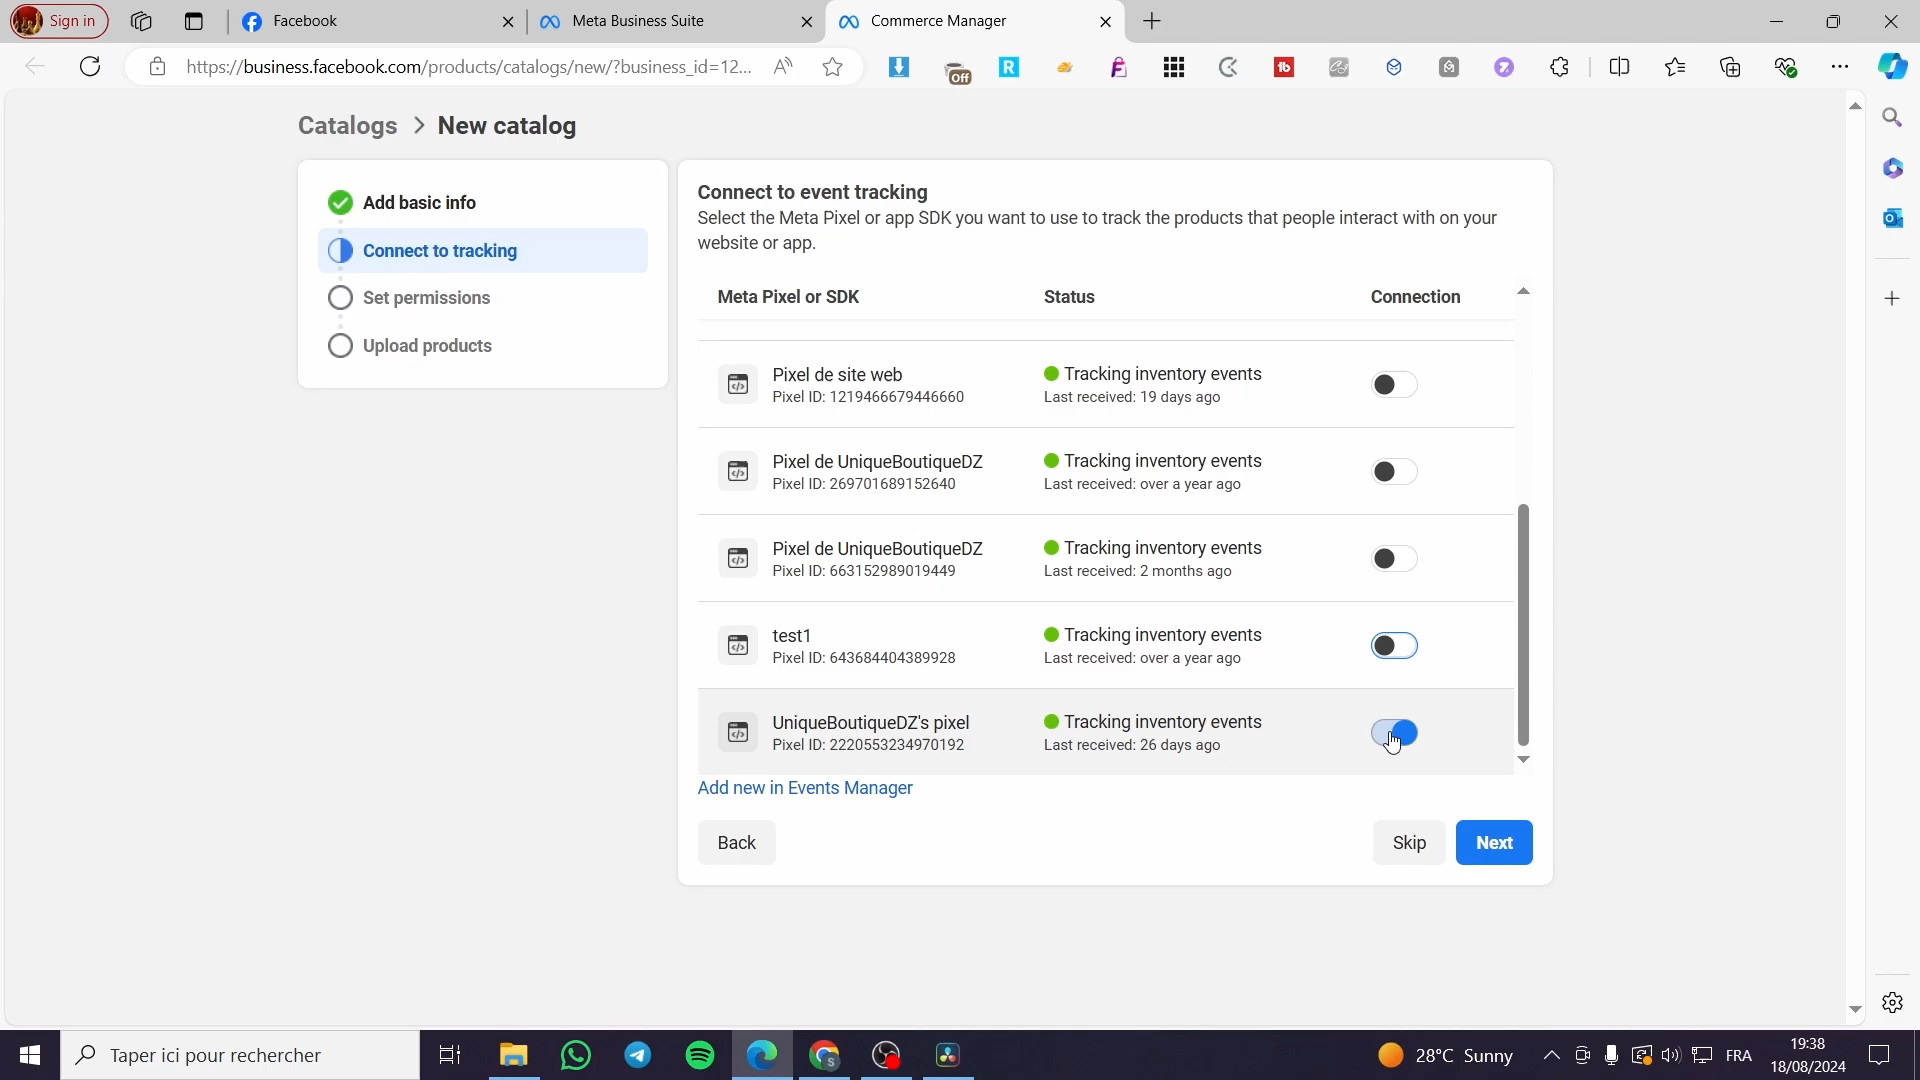 Sign in
Facebook
Meta Business Suite
Commerce Manager
https://business.facebook.com/products/catalogs/new/?business_id=12...
Off
Catalogs > New catalog
Add basic info
Connect to tracking
Set permissions
Upload products
Connect to event tracking
Select the Meta Pixel or app SDK you want to use to track the products that people interact with on your
website or app.
Meta Pixel or SDK
Status
Connection
Pixel de site web
Pixel ID: 1219466679446660
Tracking inventory events
Last received: 19 days ago
Pixel de UniqueBoutiqueDZ
Pixel ID: 269701689152640
Tracking inventory events
Last received: over a year ago
Pixel de UniqueBoutiqueDZ
Pixel ID: 663152989019449
Tracking inventory events
Last received: 2 months ago
test1
Pixel ID: 643684404389928
Tracking inventory events
Last received: over a year ago
UniqueBoutiqueDZ's pixel
Pixel ID: 2220553234970192
Tracking inventory events
Last received: 26 days ago
Add new in Events Manager
Back
Skip
Next
Taper ici pour rechercher
28°C Sunny
FRA
19:38
18/08/2024